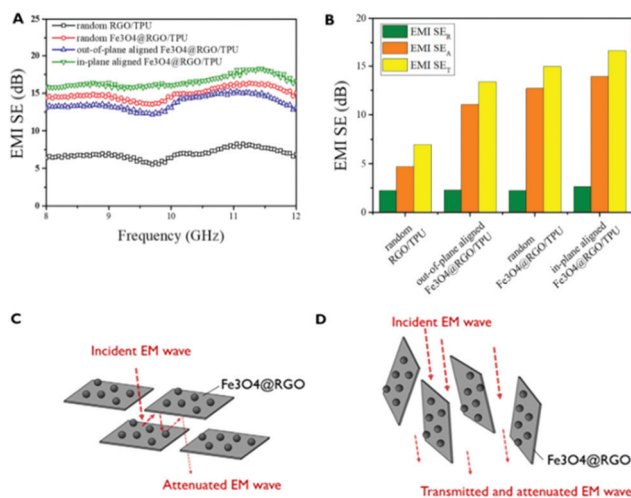 A
EMI SE (dB)
25
20
15
10
5
0
random RGO/TPU
random Fe3O4@RGO/TPU
out-of-plane aligned Fe3O4@RGO/TPU
in-plane aligned Fe3O4@RGO/TPU
8
9
10
11
12
Frequency (GHz)
B
EMI SE (dB)
20
15
10
5
0
EMI SER
EMI SEA
EMI SET
random
RGO/TPU
out-of-plane aligned
Fe3O4@RGO/TPU
random
Fe3O4@RGO/TPU
in-plane aligned
Fe3O4@RGO/TPU
C
Incident EM wave
Fe3O4@RGO
Attenuated EM wave
D
Incident EM wave
Fe3O4@RGO
Transmitted and attenuated EM wave